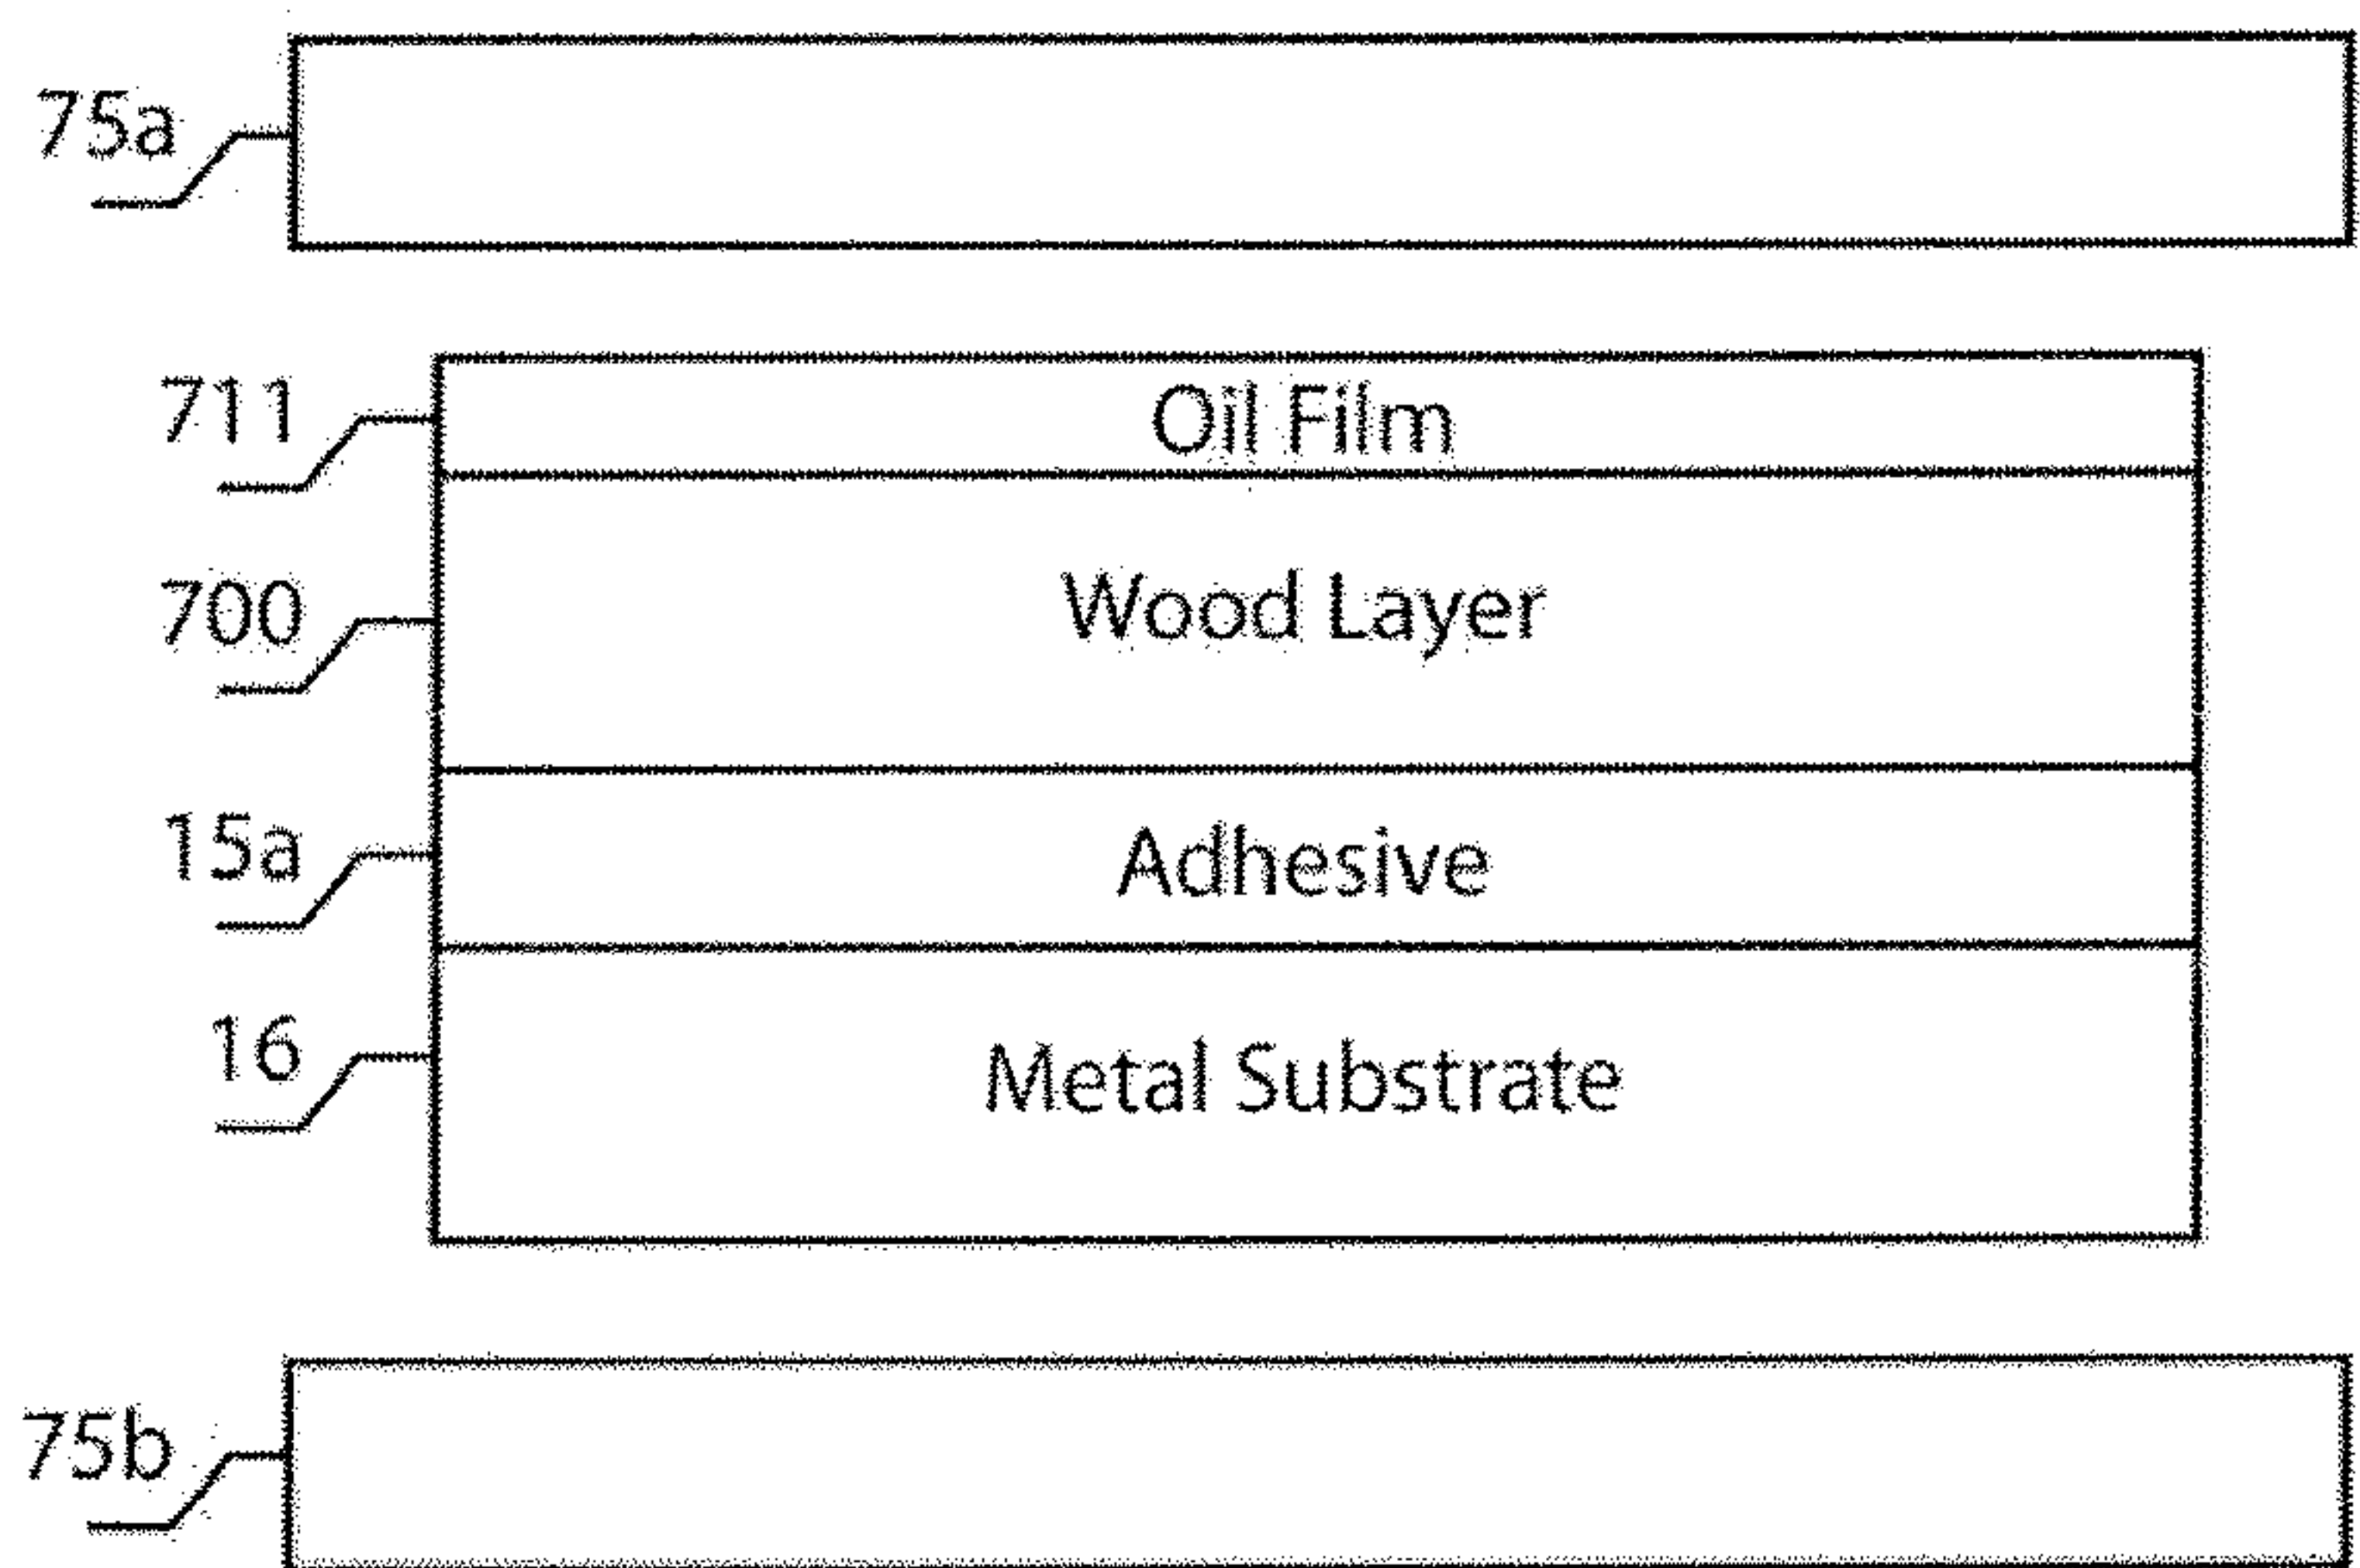 75a
711
Oil Film
700
Wood Layer
15a
Adhesive
16
Metal Substrate
75b